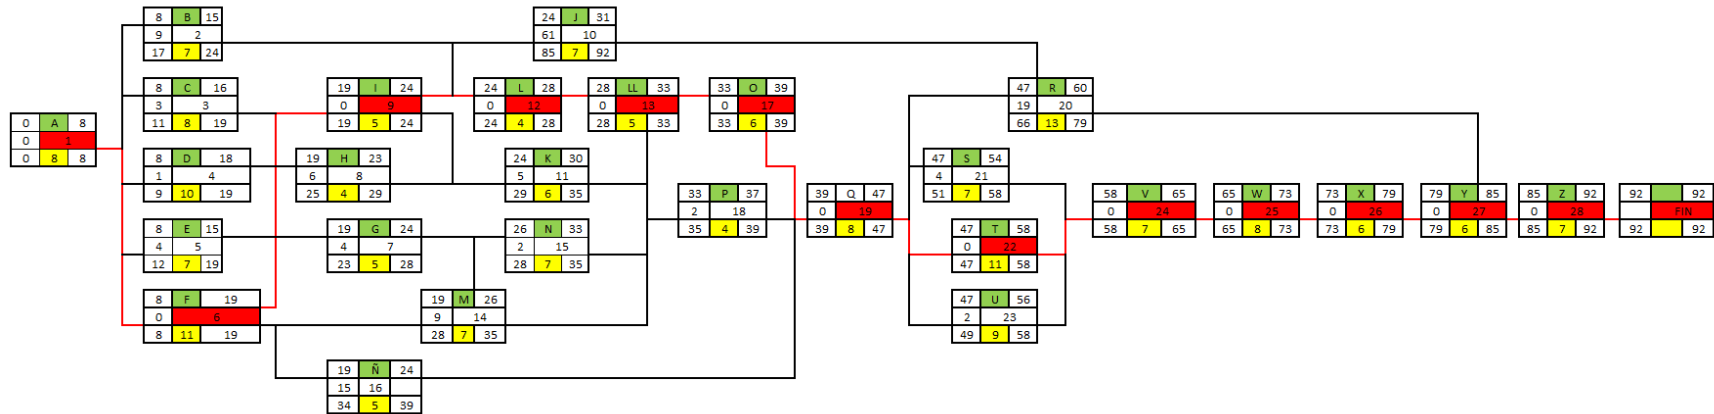 8 B 15
9 2
17 7 24
24 J 31
61 10
85 7 92
8 C 16
3 3
11 8 19
19 I 24
0 9
19 5 24
24 L 28
0 12
24 4 28
28 LL 33
0 13
28 5 33
33 O 39
0 17
33 6 39
47 R 60
19 20
66 13 79
0 A 8
0 1
0 8 8
8 D 18
1 4
9 10 19
19 H 23
6 8
25 4 29
24 K 30
5 11
29 6 35
47 S 54
4 21
51 7 58
33 P 37
2 18
35 4 39
39 Q 47
0 19
39 8 47
58 V 65
0 24
58 7 65
65 W 73
0 25
65 8 73
73 X 79
0 26
73 6 79
79 Y 85
0 27
79 6 85
85 Z 92
0 28
85 7 92
92 92
FIN
92 92
8 E 15
4 5
12 7 19
19 G 24
4 7
23 5 28
26 N 33
2 15
28 7 35
47 T 58
0 22
47 11 58
8 F 19
0 6
8 11 19
19 M 26
9 14
28 7 35
47 U 56
2 23
49 9 58
19 Ñ 24
15 16
34 5 39